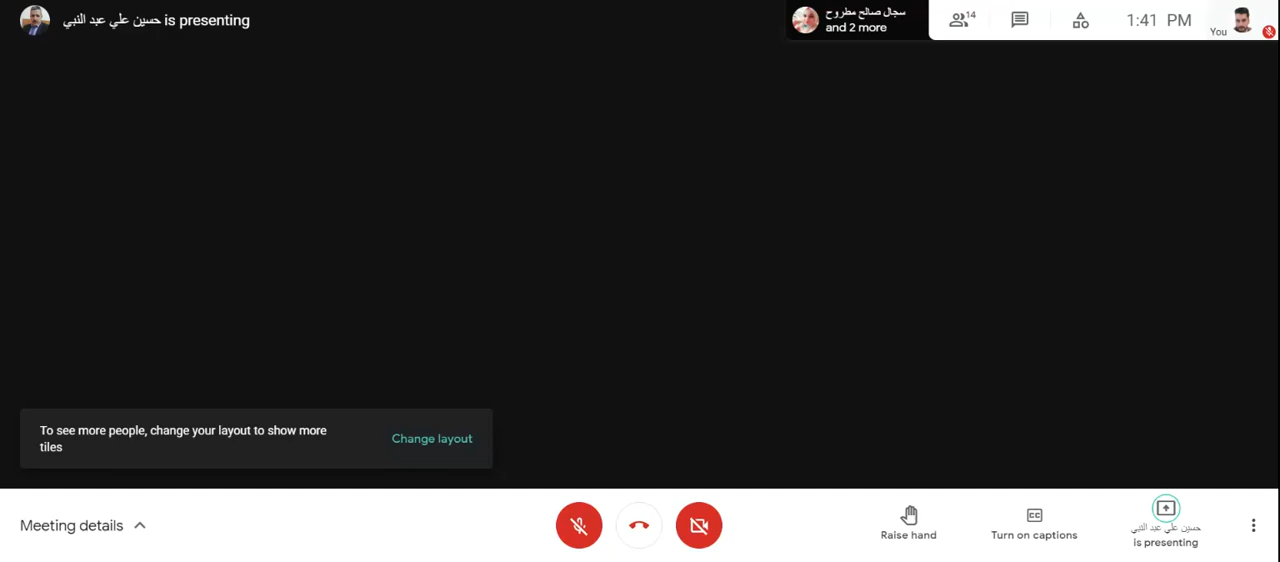 حسين علي عبد النبي is presenting
سجال صالح مطروح
and 2 more
14
1:41 PM
You
To see more people, change your layout to show more
tiles
Change layout
Meeting details
Raise hand
CC
Turn on captions
حسين علي عبد النبي
is presenting